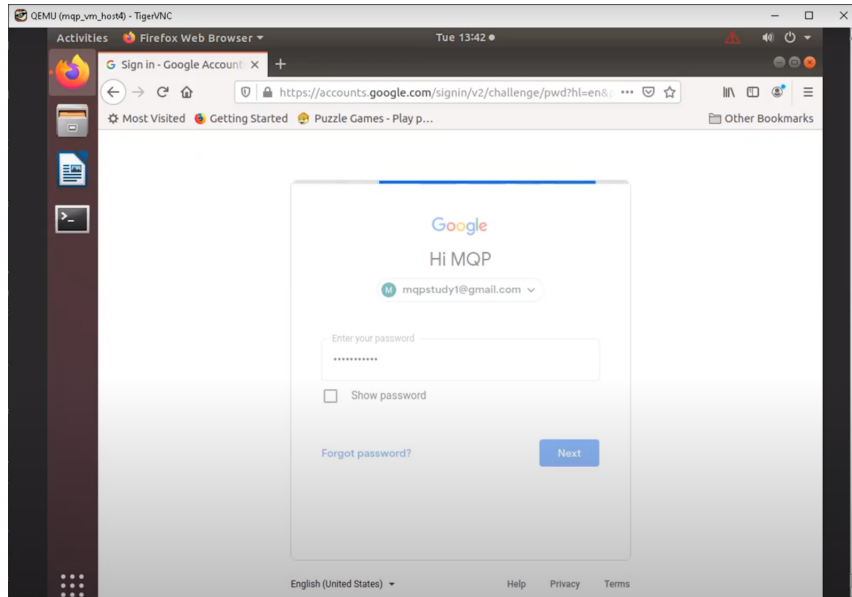 QEMU (mqp_vm_host4) - TigerVNC
Activities Firefox Web Browser Tue 13:42
Sign in - Google Account
https://accounts.google.com/signin/v2/challenge/pwd?hl=en&
Most Visited Getting Started Puzzle Games - Play p... Other Bookmarks
Google
Hi MQP
M mqpstudy1@gmail.com
Enter your password
•••••••••••
Show password
Forgot password? Next
English (United States) Help Privacy Terms